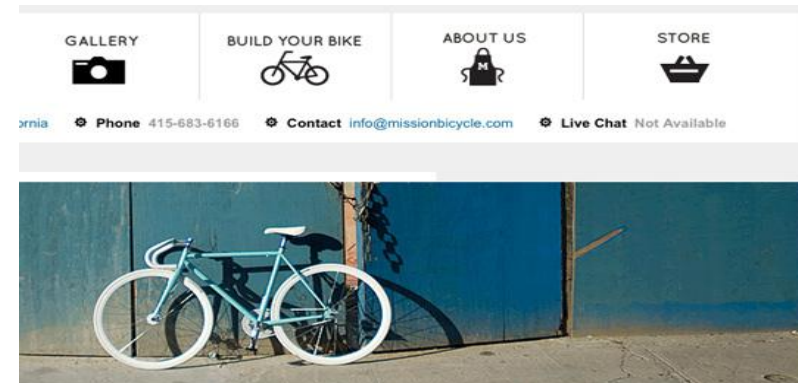 GALLERY BUILD YOUR BIKE ABOUT US STORE
M
ornia Phone 415-683-6166 Contact info@missionbicycle.com Live Chat Not Available